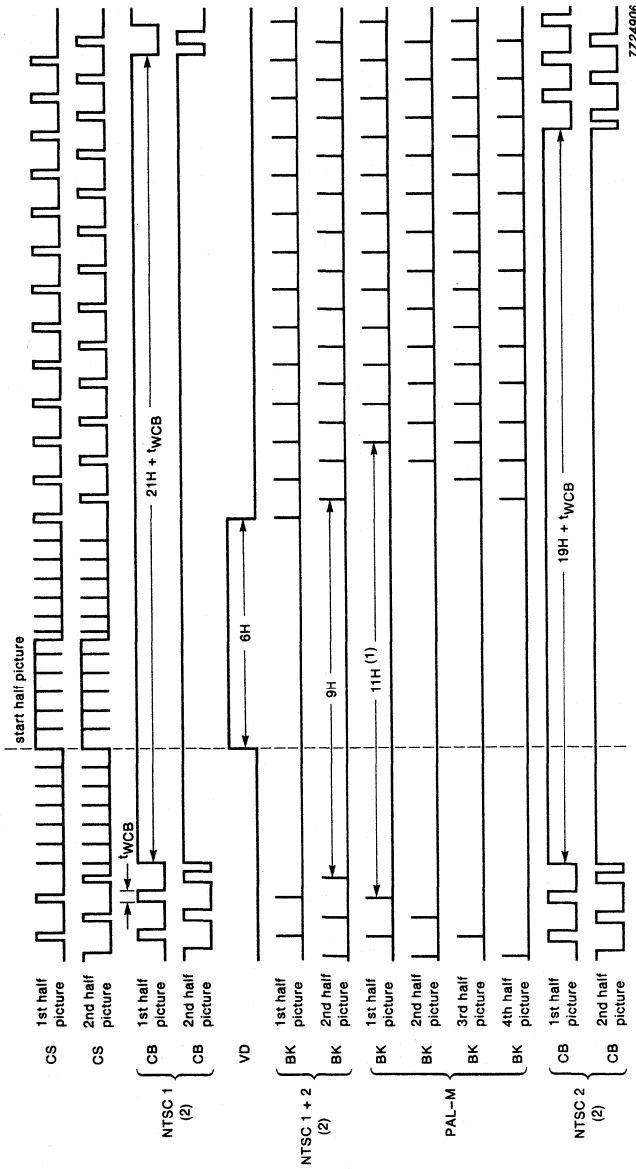 start half picture
CS
1st half
picture
CS
2nd half
picture
NTSC 1
(2)
CB
1st half
picture
tWCB
21H + tWCB
CB
2nd half
picture
VD
6H
NTSC 1 + 2
(2)
BK
1st half
picture
BK
2nd half
picture
9H
PAL–M
BK
1st half
picture
11H (1)
BK
2nd half
picture
BK
3rd half
picture
BK
4th half
picture
NTSC 2
(2)
CB
1st half
picture
19H + tWCB
CB
2nd half
picture
7Z24906